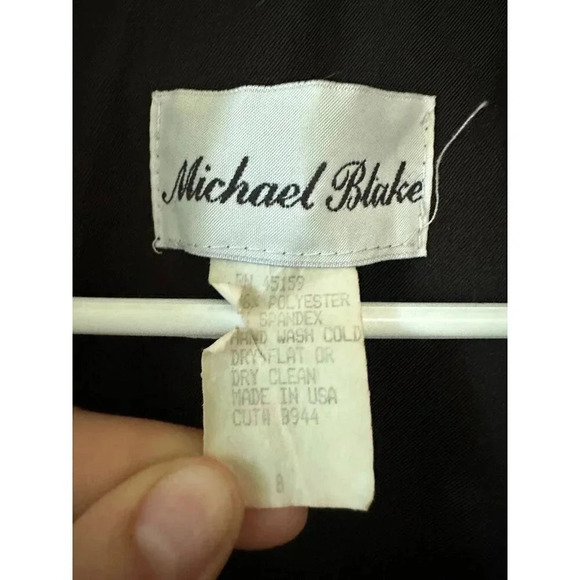 Michael Blake
RN 45159
POLYESTER
SPANDEX
HAND WASH COLD
DRY FLAT OR
DRY CLEAN
MADE IN USA
CUT# 3944
8